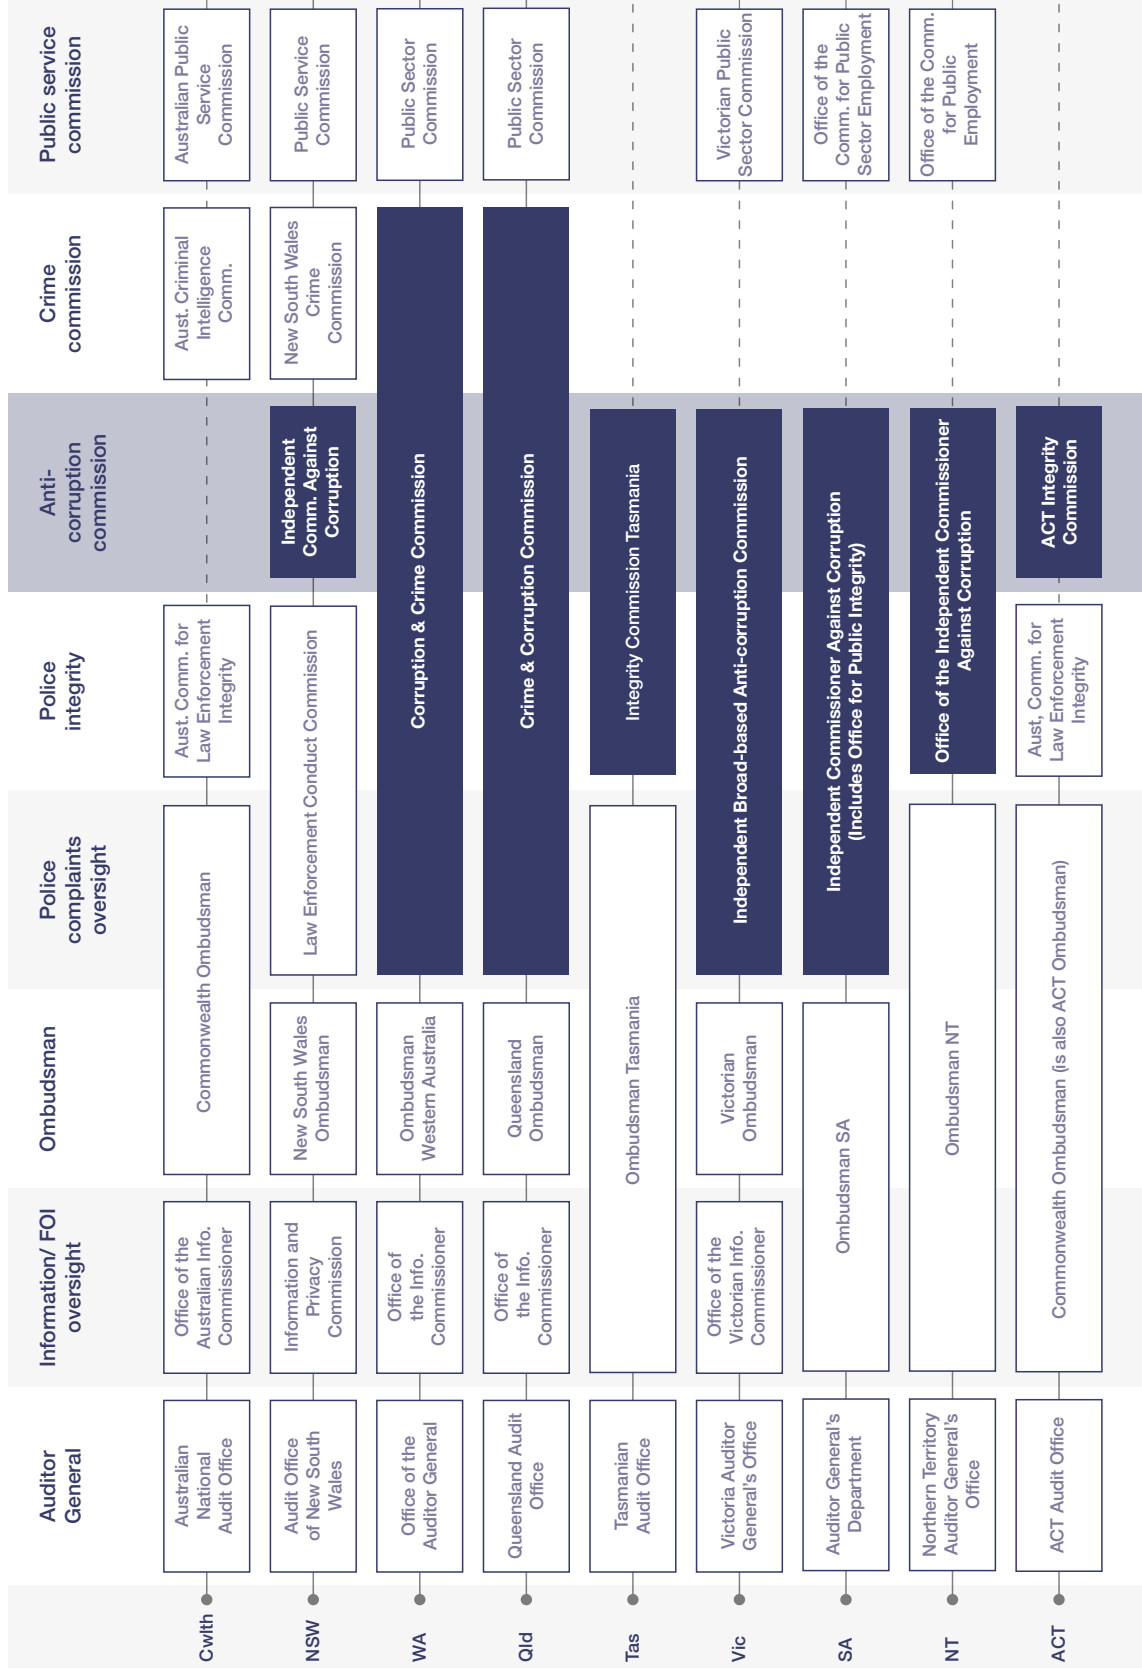 Auditor
General
Information/ FOI
oversight
Ombudsman
Police
complaints
oversight
Police
integrity
Anti-
corruption
commission
Crime
commission
Public service
commission
Cwlth
Australian
National
Audit Office
Office of the
Australian Info.
Commissioner
Commonwealth Ombudsman
Aust. Comm. for
Law Enforcement
Integrity
Aust. Criminal
Intelligence
Comm.
Australian Public
Service
Commission
NSW
Audit Office
of New South
Wales
Information and
Privacy
Commission
New South Wales
Ombudsman
Law Enforcement Conduct Commission
Independent
Comm. Against
Corruption
New South Wales
Crime
Commission
Public Service
Commission
WA
Office of the
Auditor General
Office of
the Info.
Commissioner
Ombudsman
Western Australia
Corruption & Crime Commission
Public Sector
Commission
Qld
Queensland Audit
Office
Office of
the Info.
Commissioner
Queensland
Ombudsman
Crime & Corruption Commission
Public Sector
Commission
Tas
Tasmanian
Audit Office
Ombudsman Tasmania
Integrity Commission Tasmania
Vic
Victoria Auditor
General's Office
Office of the
Victorian Info.
Commissioner
Victorian
Ombudsman
Independent Broad-based Anti-corruption Commission
Victorian Public
Sector Commission
SA
Auditor General's
Department
Ombudsman SA
Independent Commissioner Against Corruption
(Includes Office for Public Integrity)
Office of the
Comm. for Public
Sector Employment
NT
Northern Territory
Auditor General's
Office
Ombudsman NT
Office of the Independent Commissioner
Against Corruption
Office of the Comm.
for Public
Employment
ACT
ACT Audit Office
Commonwealth Ombudsman (is also ACT Ombudsman)
Aust, Comm. for
Law Enforcement
Integrity
ACT Integrity
Commission